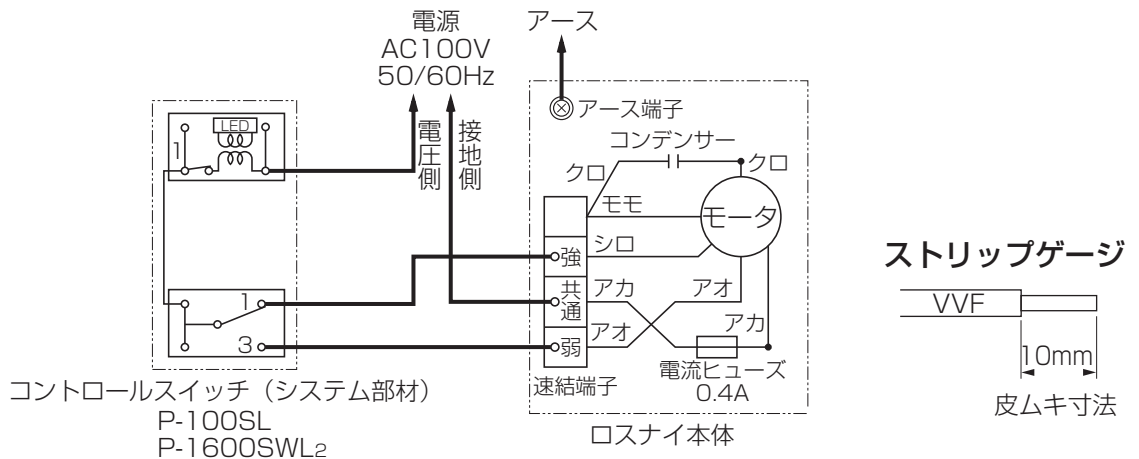 電源
AC100V
50/60Hz
アース
LED
1
電圧側
接地側
アース端子
コンデンサー
クロ
クロ
モモ
モータ
シロ
強
共通
アカ
アオ
アオ
アカ
弱
1
3
速結端子
電流ヒューズ
0.4A
コントロールスイッチ（システム部材）
P-100SL
P-1600SWL2
ロスナイ本体
ストリップゲージ
VVF
10mm
皮ムキ寸法